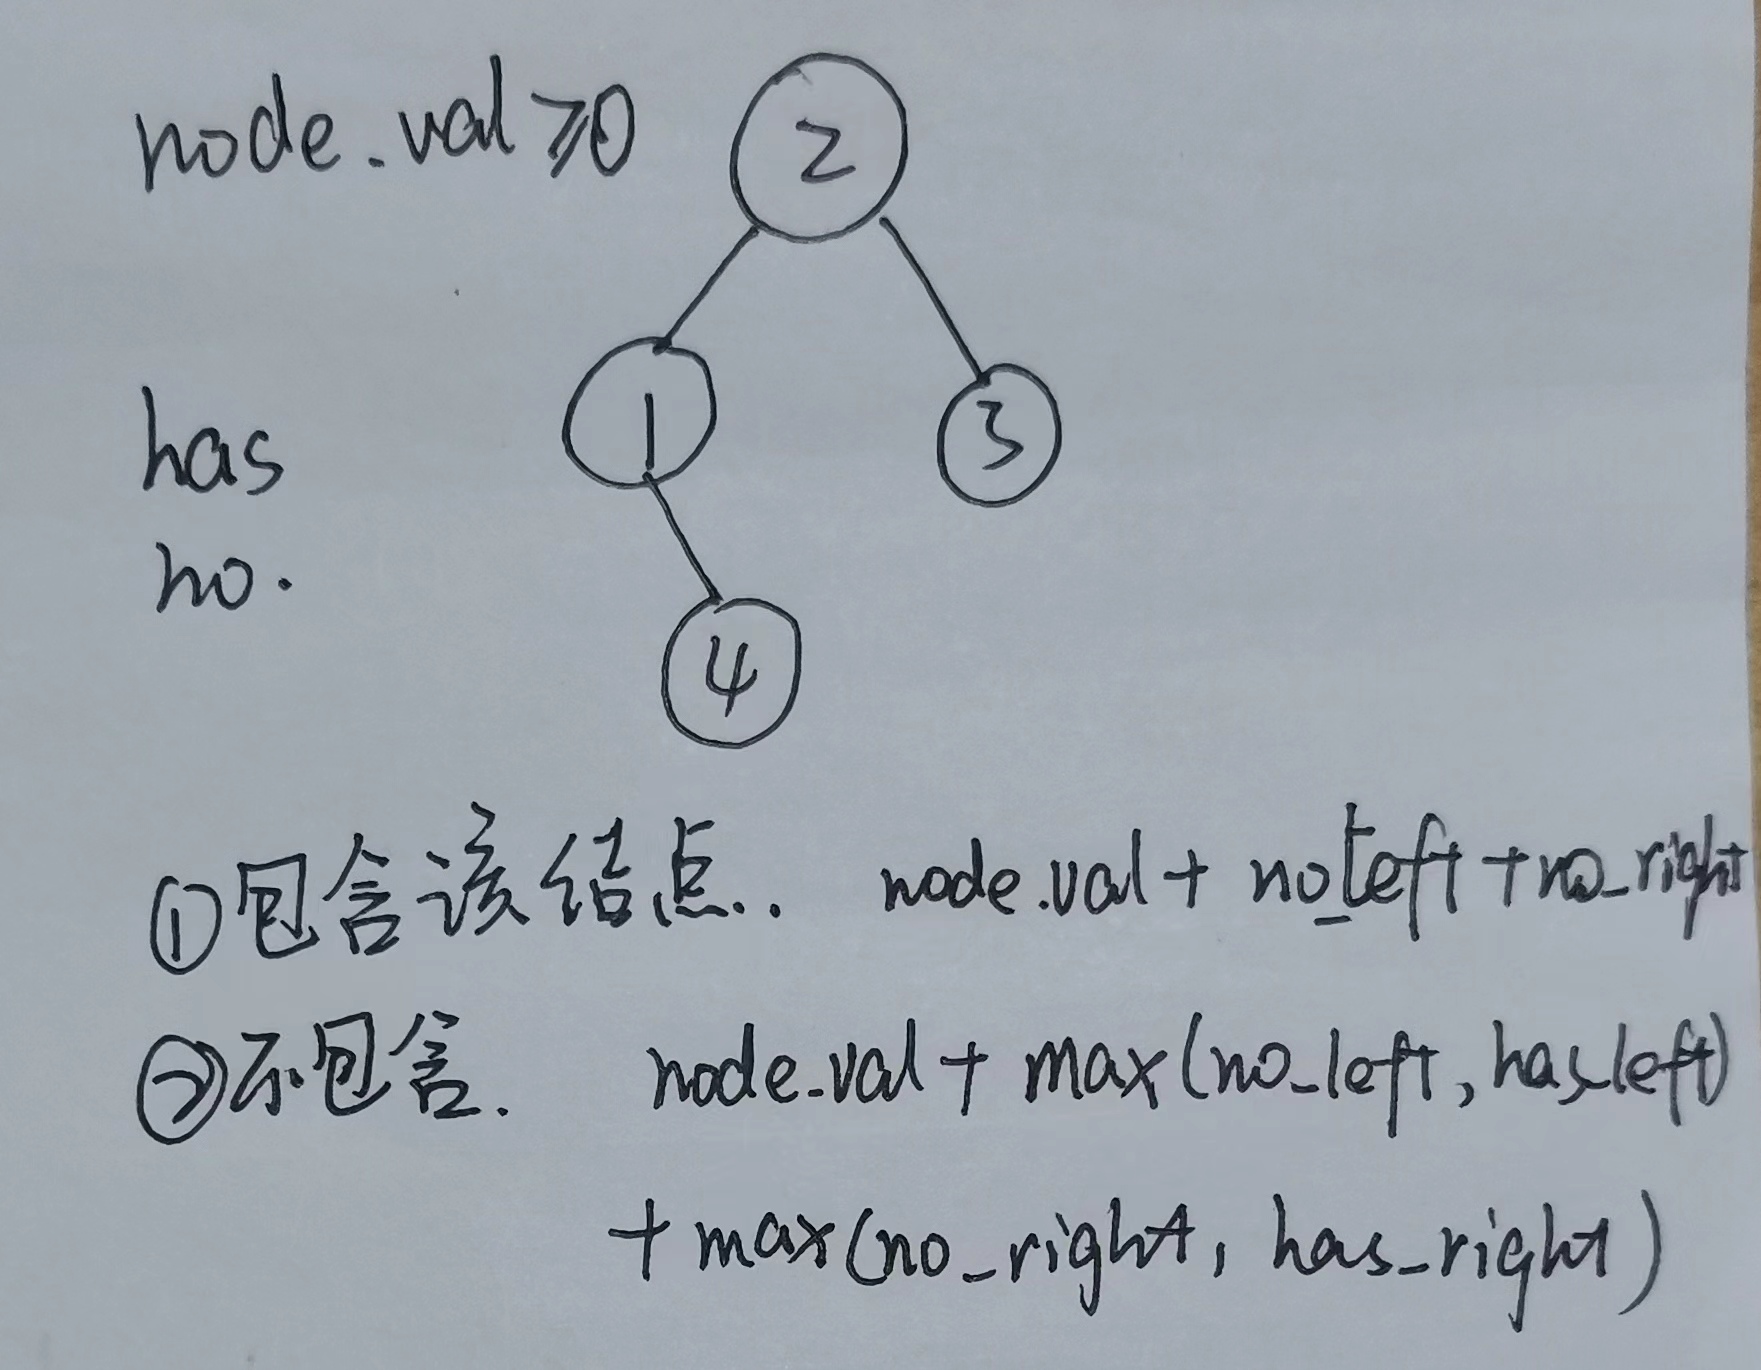 node.val⩾0
2
1
3
has
no.
4
①包含该结点.. node.val + no_left + no_right
②不包含. node.val + max(no_left, has_left)
+ max(no_right, has_right)